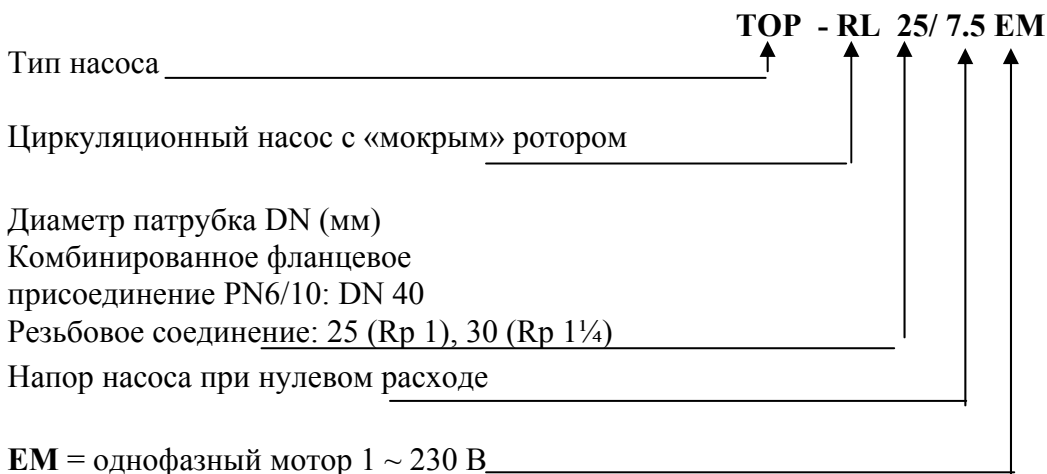 TOP - RL 25/ 7.5 EM
Тип насоса
Циркуляционный насос с «мокрым» ротором
Диаметр патрубка DN (мм)
Комбинированное фланцевое
присоединение PN6/10: DN 40
Резьбовое соединение: 25 (Rp 1), 30 (Rp 1¼)
Напор насоса при нулевом расходе
EM = однофазный мотор 1 ~ 230 В